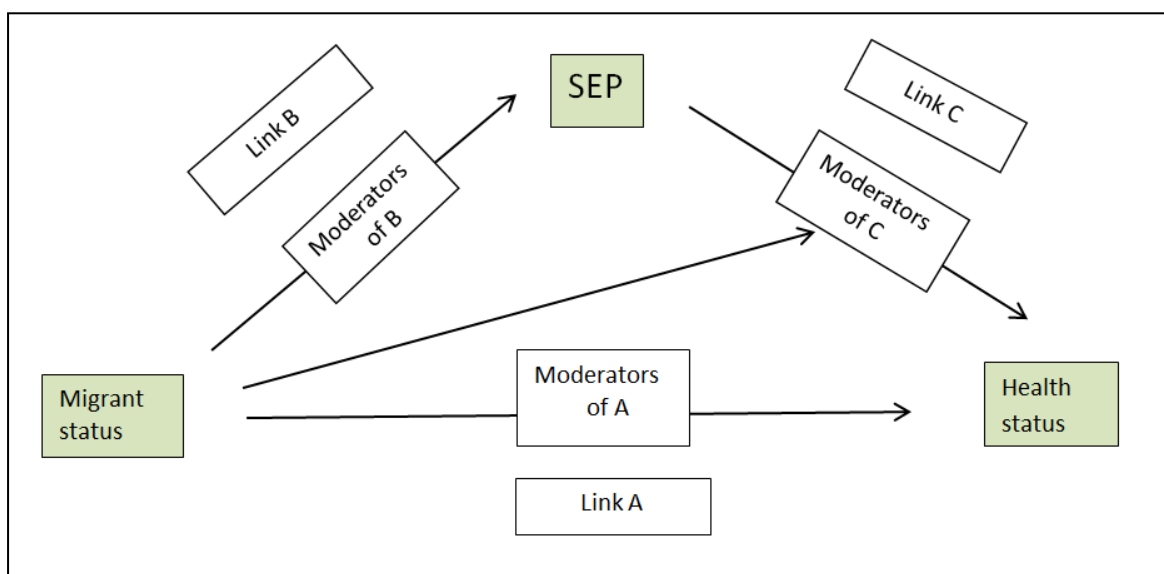 SEP
Link B
Link C
Moderators
of B
Moderators
of C
Migrant
status
Moderators
of A
Health
status
Link A